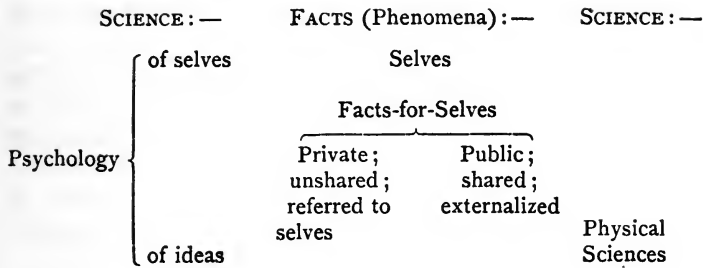 SCIENCE: — FACTS (Phenomena): — SCIENCE: —
of selves Selves
Facts-for-Selves
Psychology Private; Public;
unshared; shared;
referred to externalized
selves Physical
of ideas Sciences